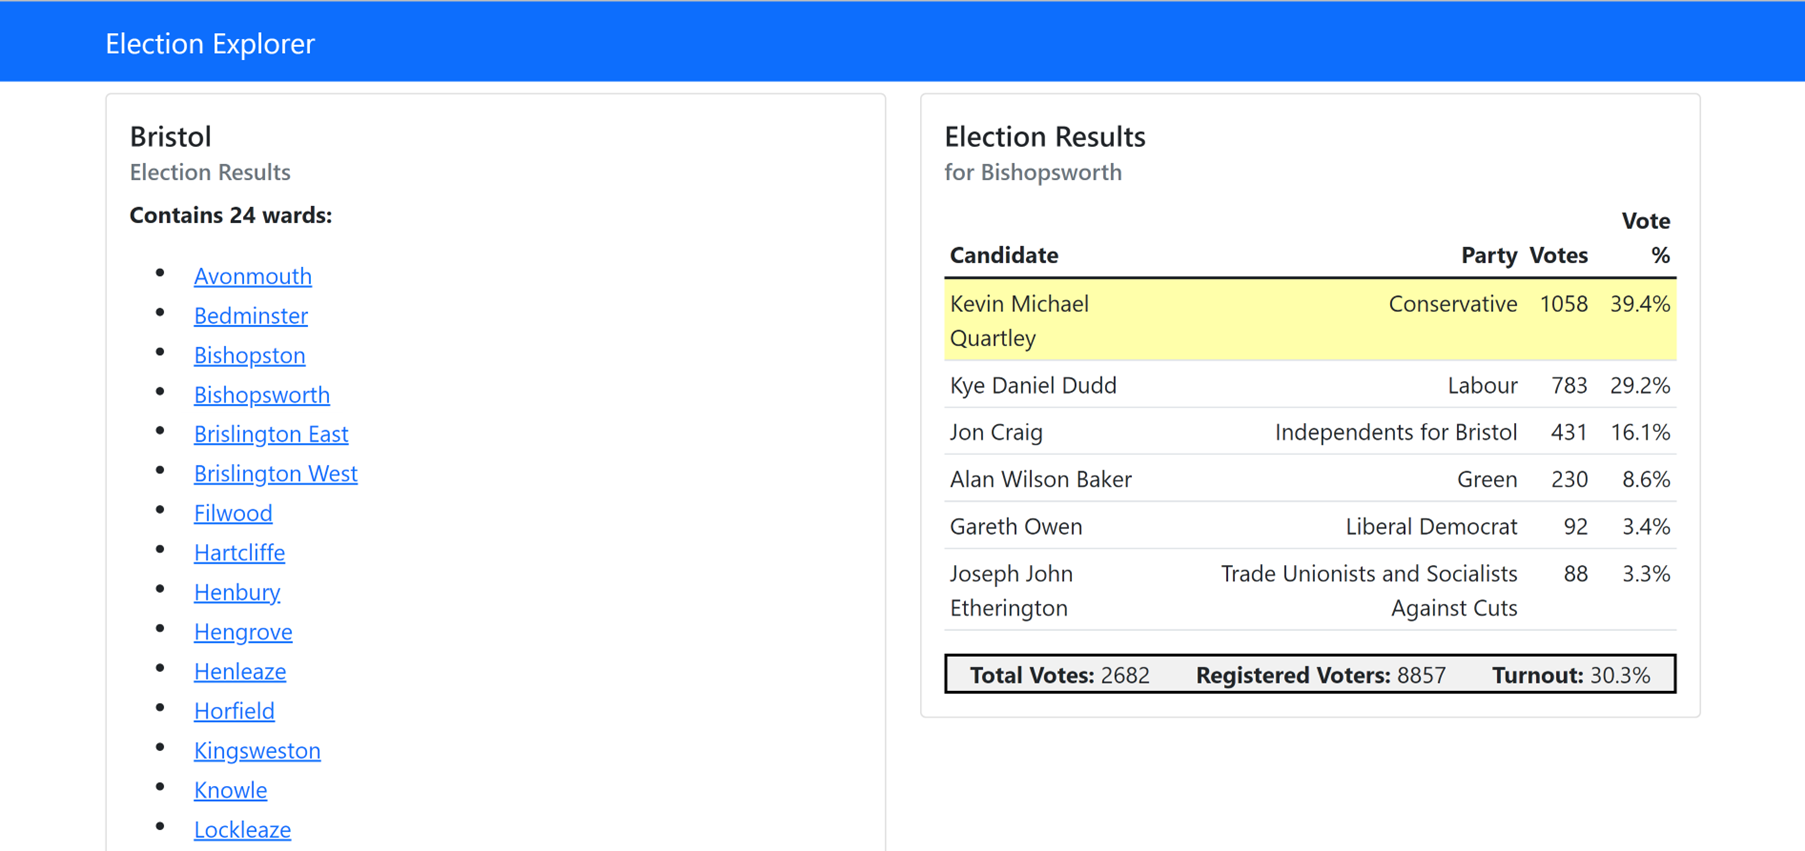 Election Explorer
Bristol
Election Results
Contains 24 wards:
Avonmouth
Bedminster
Bishopston
Bishopsworth
Brislington East
Brislington West
Filwood
Hartcliffe
Henbury
Hengrove
Henleaze
Horfield
Kingsweston
Knowle
Lockleaze
Election Results
for Bishopsworth
Vote
Candidate Party Votes %
Kevin Michael Conservative 1058 39.4%
Quartley
Kye Daniel Dudd Labour 783 29.2%
Jon Craig Independents for Bristol 431 16.1%
Alan Wilson Baker Green 230 8.6%
Gareth Owen Liberal Democrat 92 3.4%
Joseph John Trade Unionists and Socialists 88 3.3%
Etherington Against Cuts
Total Votes: 2682 Registered Voters: 8857 Turnout: 30.3%